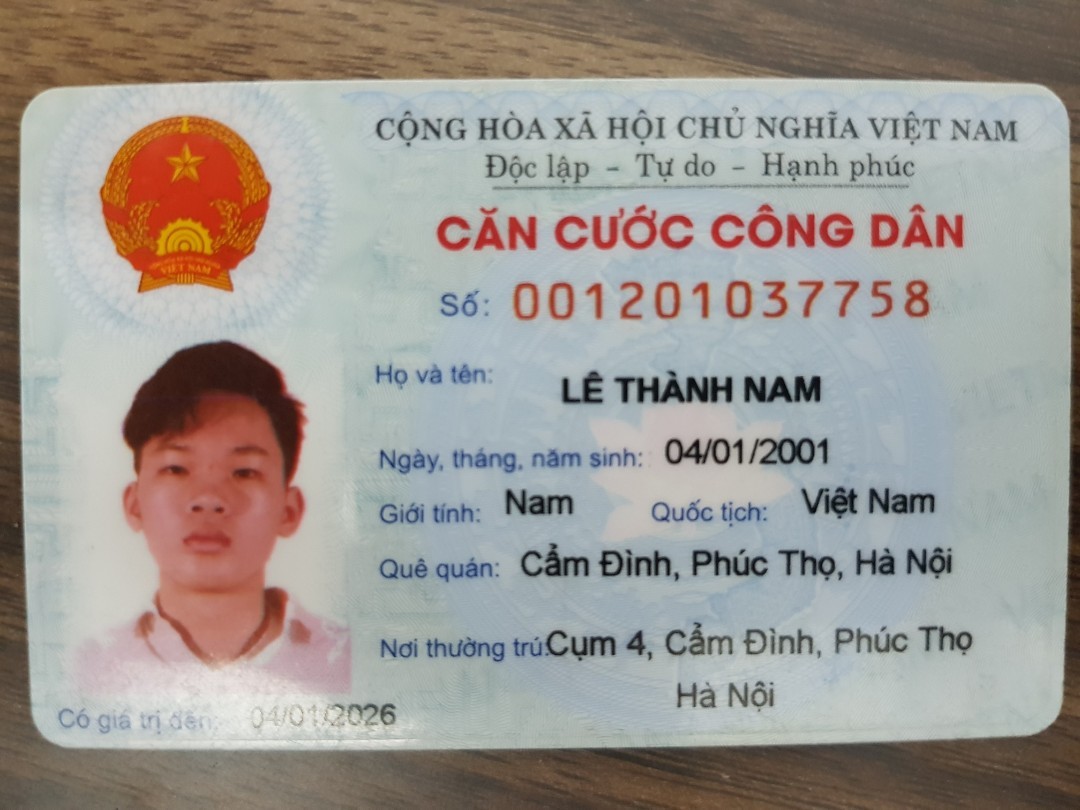 CỘNG HÒA XÃ HỘI CHỦ NGHĨA VIỆT NAM
Độc lập - Tự do - Hạnh phúc
CĂN CƯỚC CÔNG DÂN
Số: 001201037758
Họ và tên: LÊ THÀNH NAM
Ngày, tháng, năm sinh: 04/01/2001
Giới tính: Nam Quốc tịch: Việt Nam
Quê quán: Cẩm Đình, Phúc Thọ, Hà Nội
Nơi thường trú: Cụm 4, Cẩm Đình, Phúc Thọ
Hà Nội
Có giá trị đến: 04/01/2026
VIỆT NAM